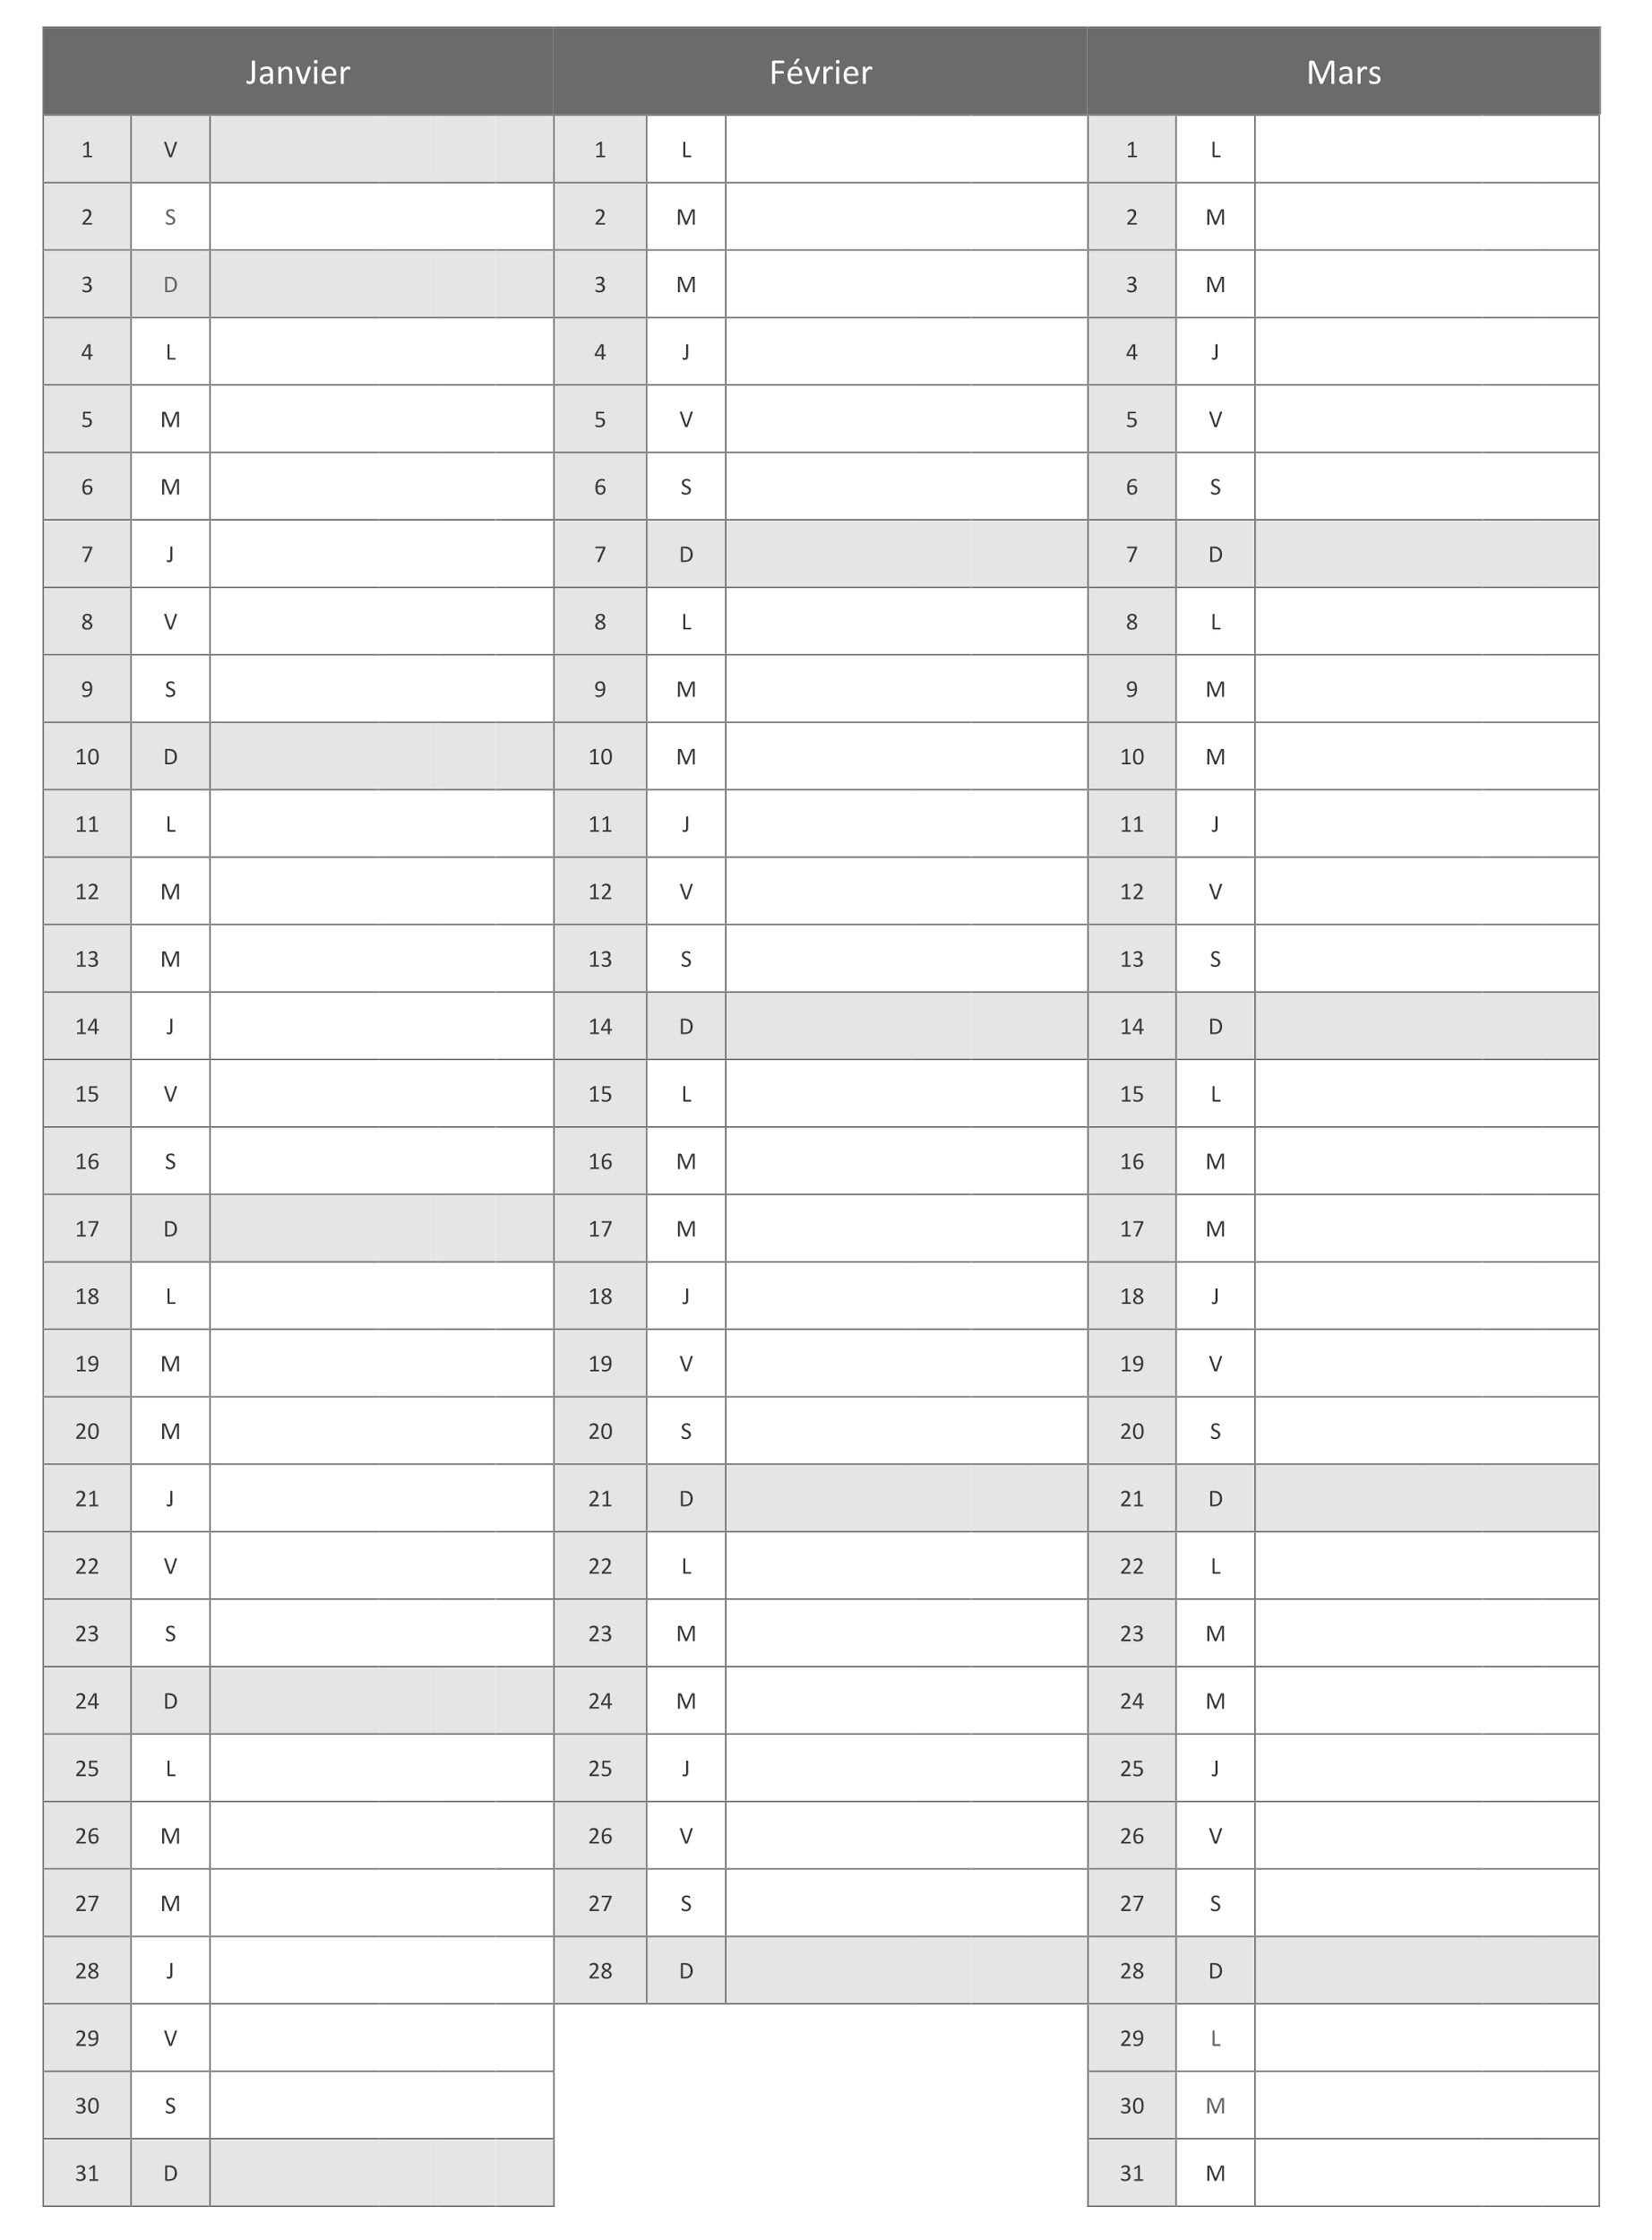 Janvier Février Mars
1 V 1 L 1 L
2 S 2 M 2 M
3 D 3 M 3 M
4 L 4 J 4 J
5 M 5 V 5 V
6 M 6 S 6 S
7 J 7 D 7 D
8 V 8 L 8 L
9 S 9 M 9 M
10 D 10 M 10 M
11 L 11 J 11 J
12 M 12 V 12 V
13 M 13 S 13 S
14 J 14 D 14 D
15 V 15 L 15 L
16 S 16 M 16 M
17 D 17 M 17 M
18 L 18 J 18 J
19 M 19 V 19 V
20 M 20 S 20 S
21 J 21 D 21 D
22 V 22 L 22 L
23 S 23 M 23 M
24 D 24 M 24 M
25 L 25 J 25 J
26 M 26 V 26 V
27 M 27 S 27 S
28 J 28 D 28 D
29 V 29 L
30 S 30 M
31 D 31 M